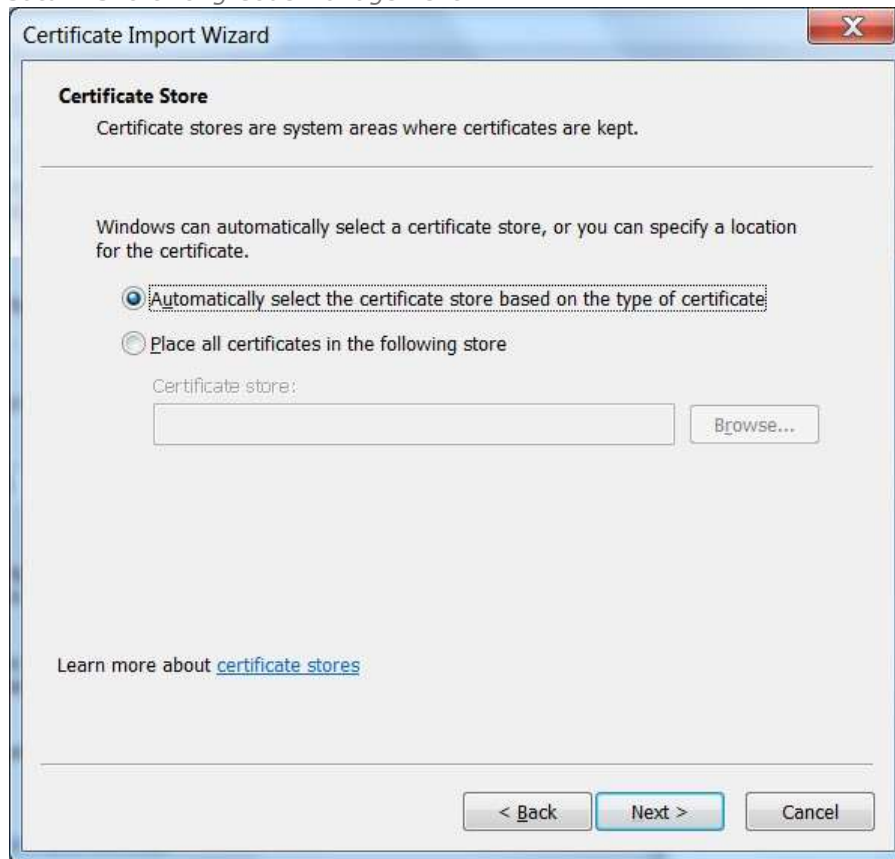 Certificate Import Wizard
X
Certificate Store
Certificate stores are system areas where certificates are kept.
Windows can automatically select a certificate store, or you can specify a location
for the certificate.
Automatically select the certificate store based on the type of certificate
Place all certificates in the following store
Certificate store:
Browse...
Learn more about certificate stores
< Back Next > Cancel